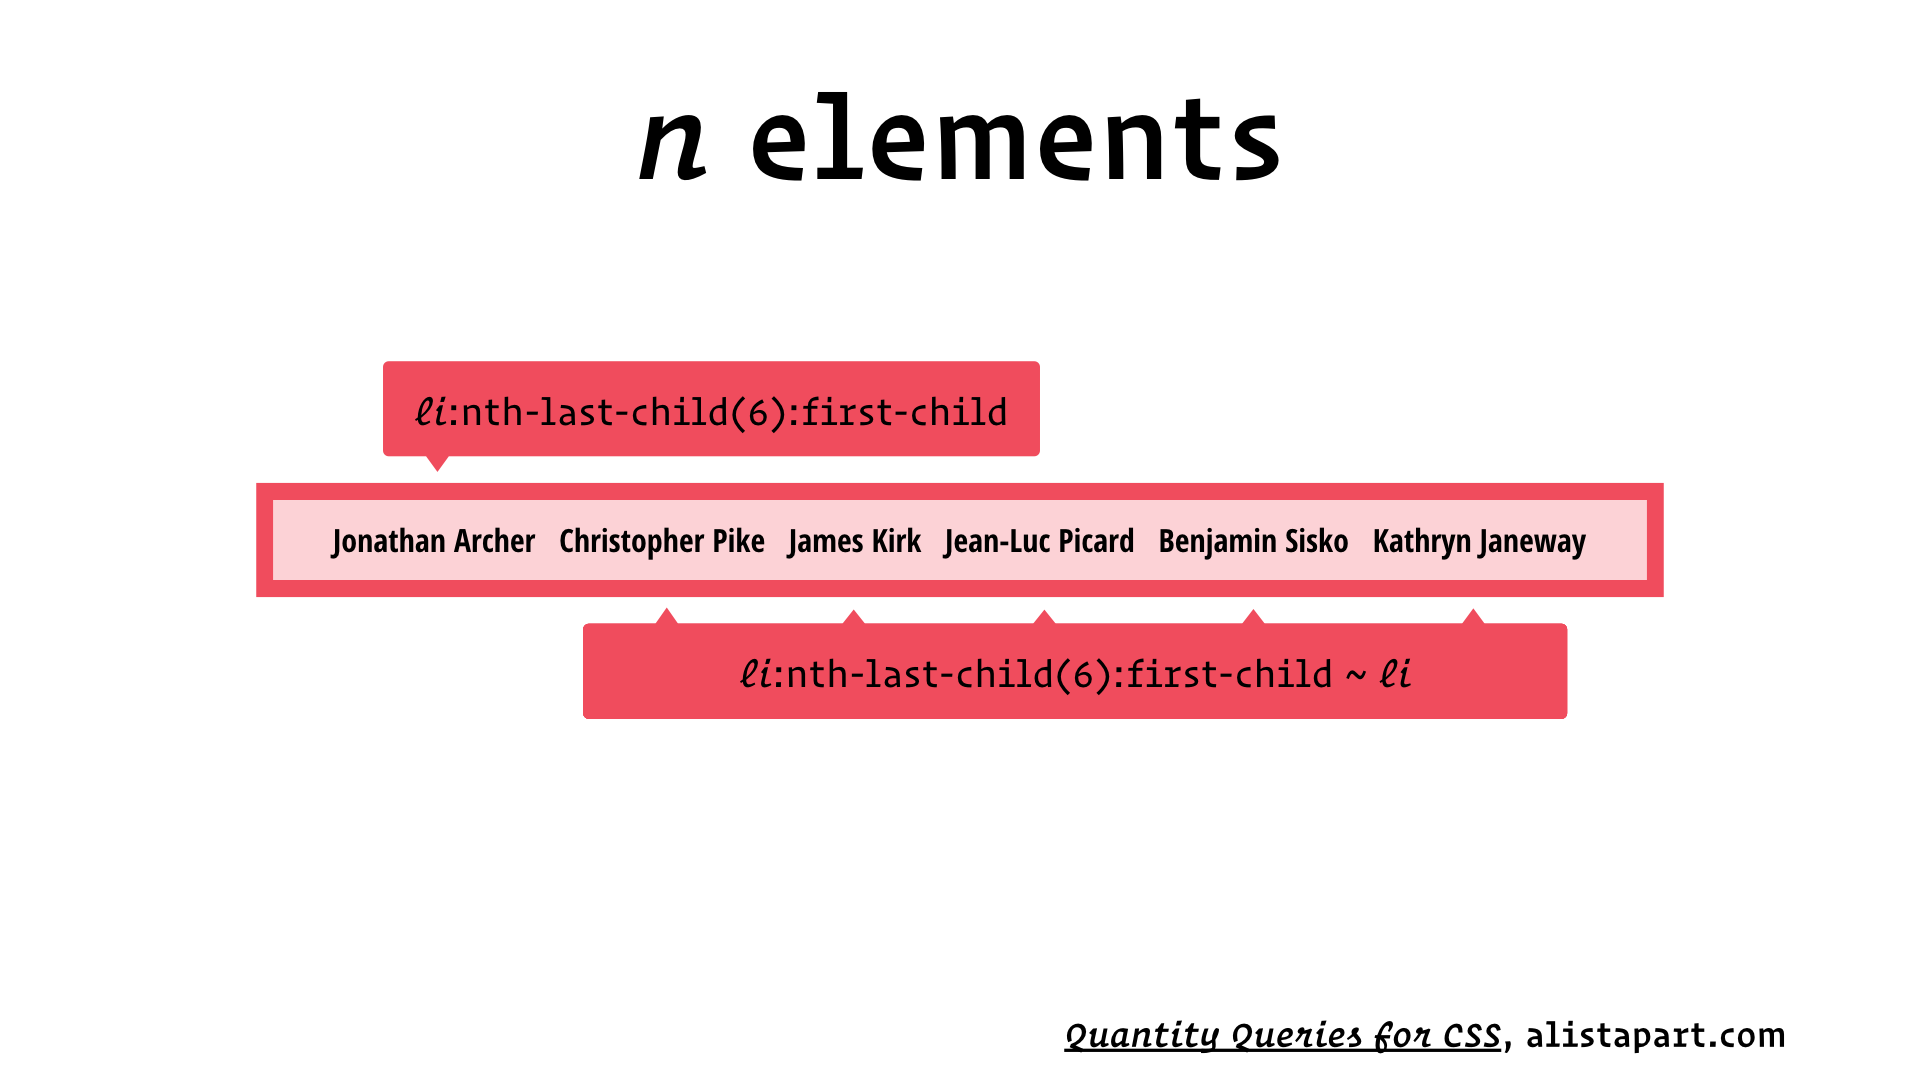 n elements
li:nth-last-child(6):first-child
Jonathan Archer Christopher Pike James Kirk Jean-Luc Picard Benjamin Sisko Kathryn Janeway
li:nth-last-child(6):first-child ~ li
Quantity Queries for CSS, alistapart.com